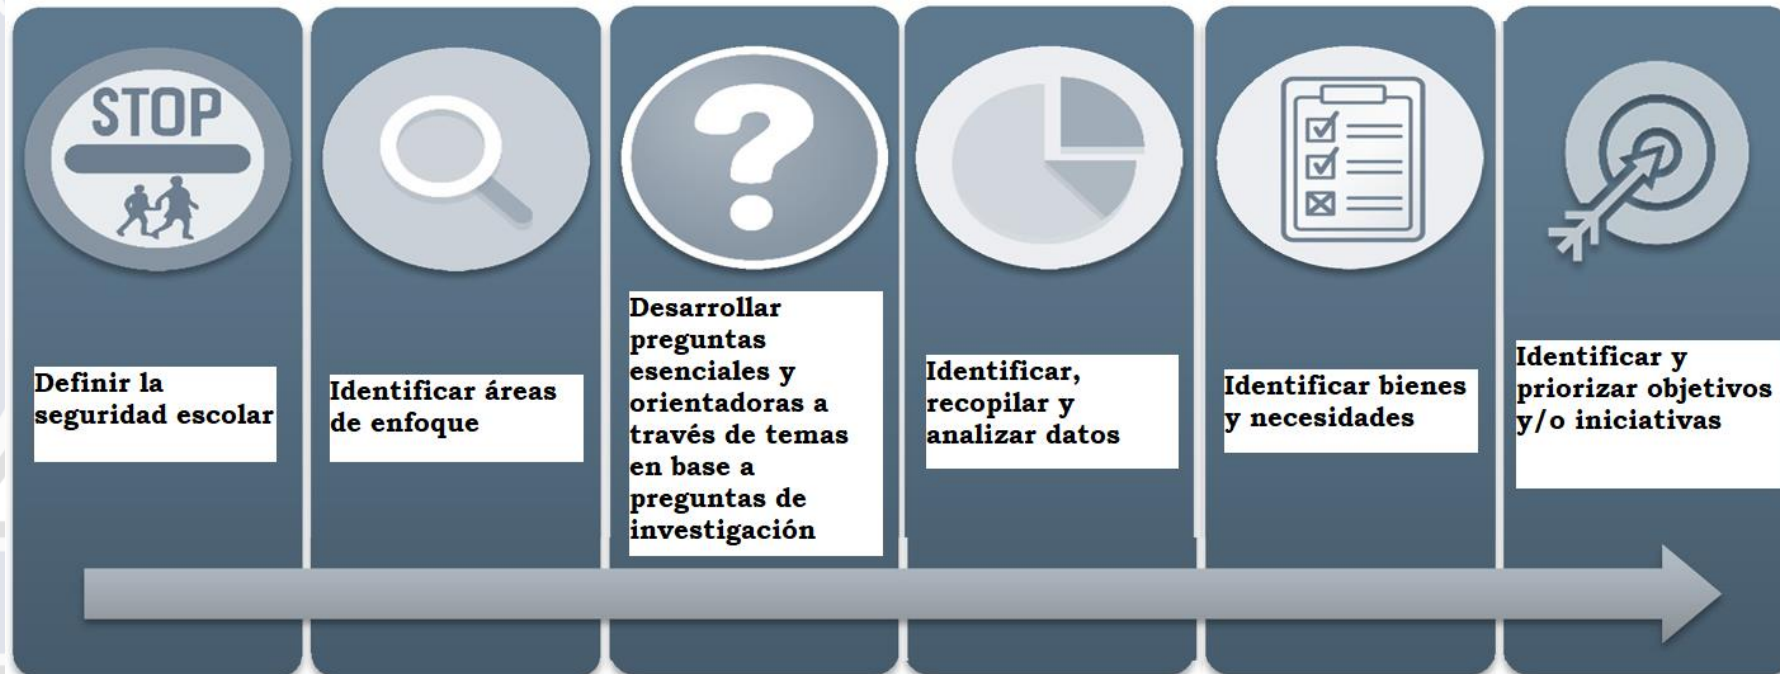 STOP
Definir la
seguridad escolar
Identificar áreas
de enfoque
Desarrollar
preguntas
esenciales y
orientadoras a
través de temas
en base a
preguntas de
investigación
Identificar,
recopilar y
analizar datos
Identificar bienes
y necesidades
Identificar y
priorizar objetivos
y/o iniciativas